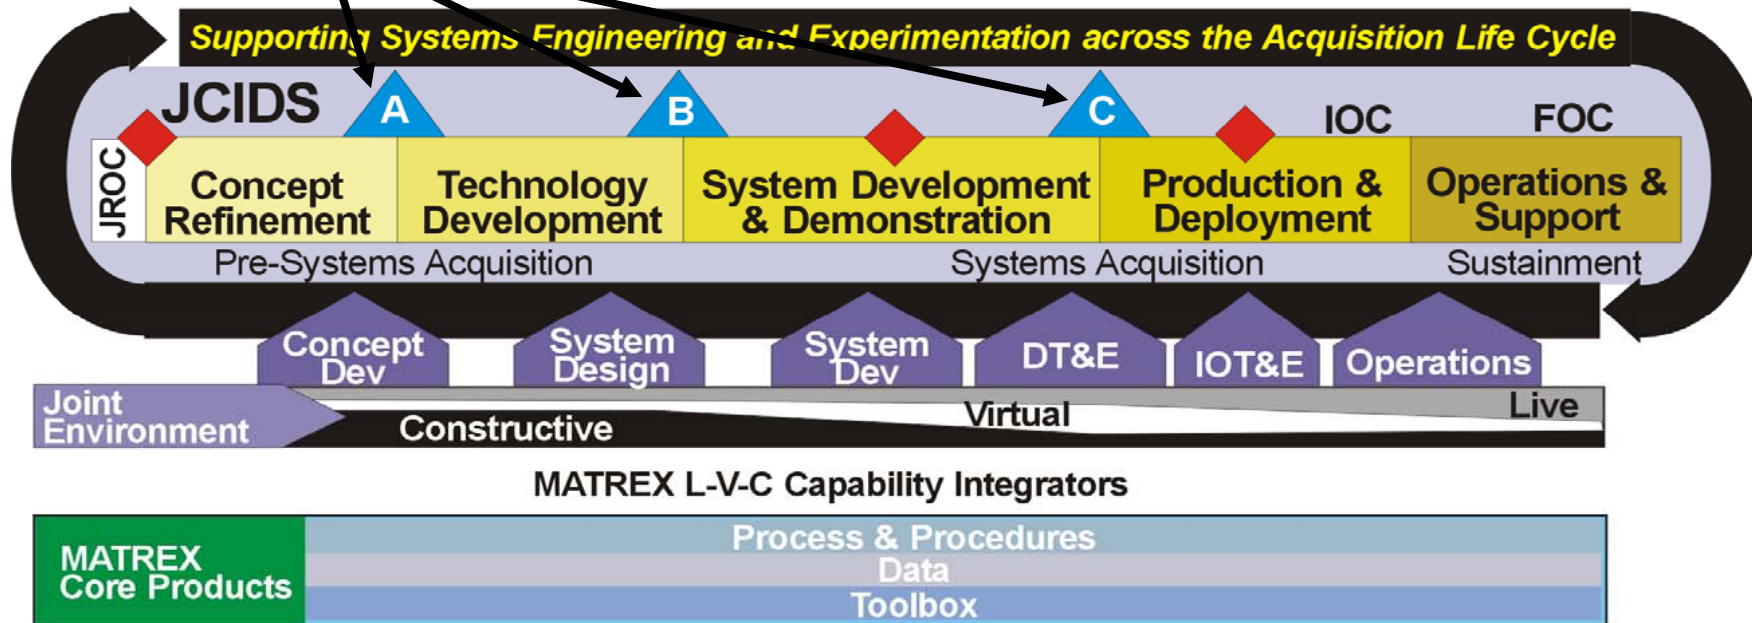 Supporting Systems Engineering and Experimentation across the Acquisition Life Cycle
JCIDS
A
B
C
IOC
FOC
JROC
Concept
Refinement
Technology
Development
System Development
& Demonstration
Production &
Deployment
Operations &
Support
Pre-Systems Acquisition
Systems Acquisition
Sustainment
Concept
Dev
System
Design
System
Dev
DT&E
IOT&E
Operations
Joint
Environment
Constructive
Virtual
Live
MATREX L-V-C Capability Integrators
MATREX
Core Products
Process & Procedures
Data
Toolbox